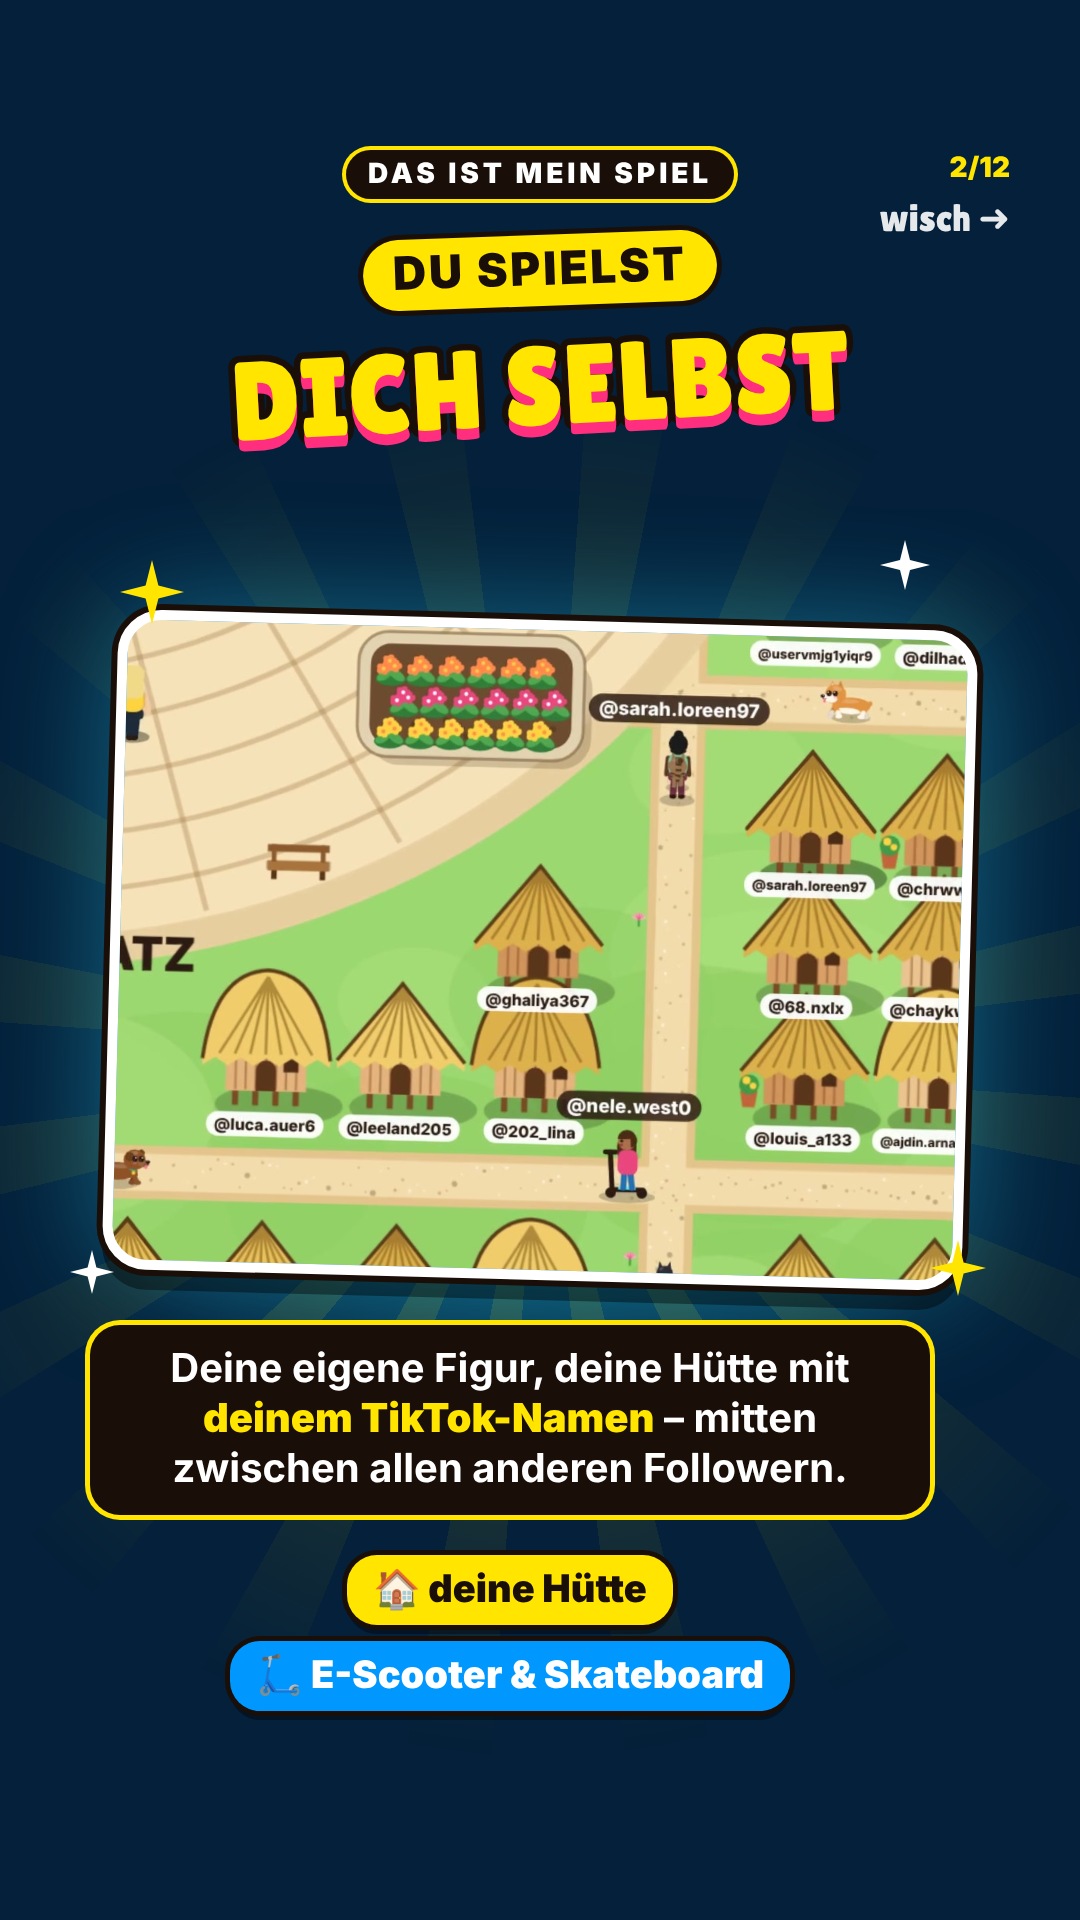 DAS IST MEIN SPIEL
2/12
wisch →
DU SPIELST
DICH SELBST
@uservmjg1yiqr9
@sarah.loreen97
@sarah.loreen97
ATZ
@ghaliya367
@68.nxlx
@nele.west0
@luca.auer6
@leeland205
@202_lina
@louis_a133
Deine eigene Figur, deine Hütte mit
deinem TikTok-Namen – mitten
zwischen allen anderen Followern.
deine Hütte
E-Scooter & Skateboard